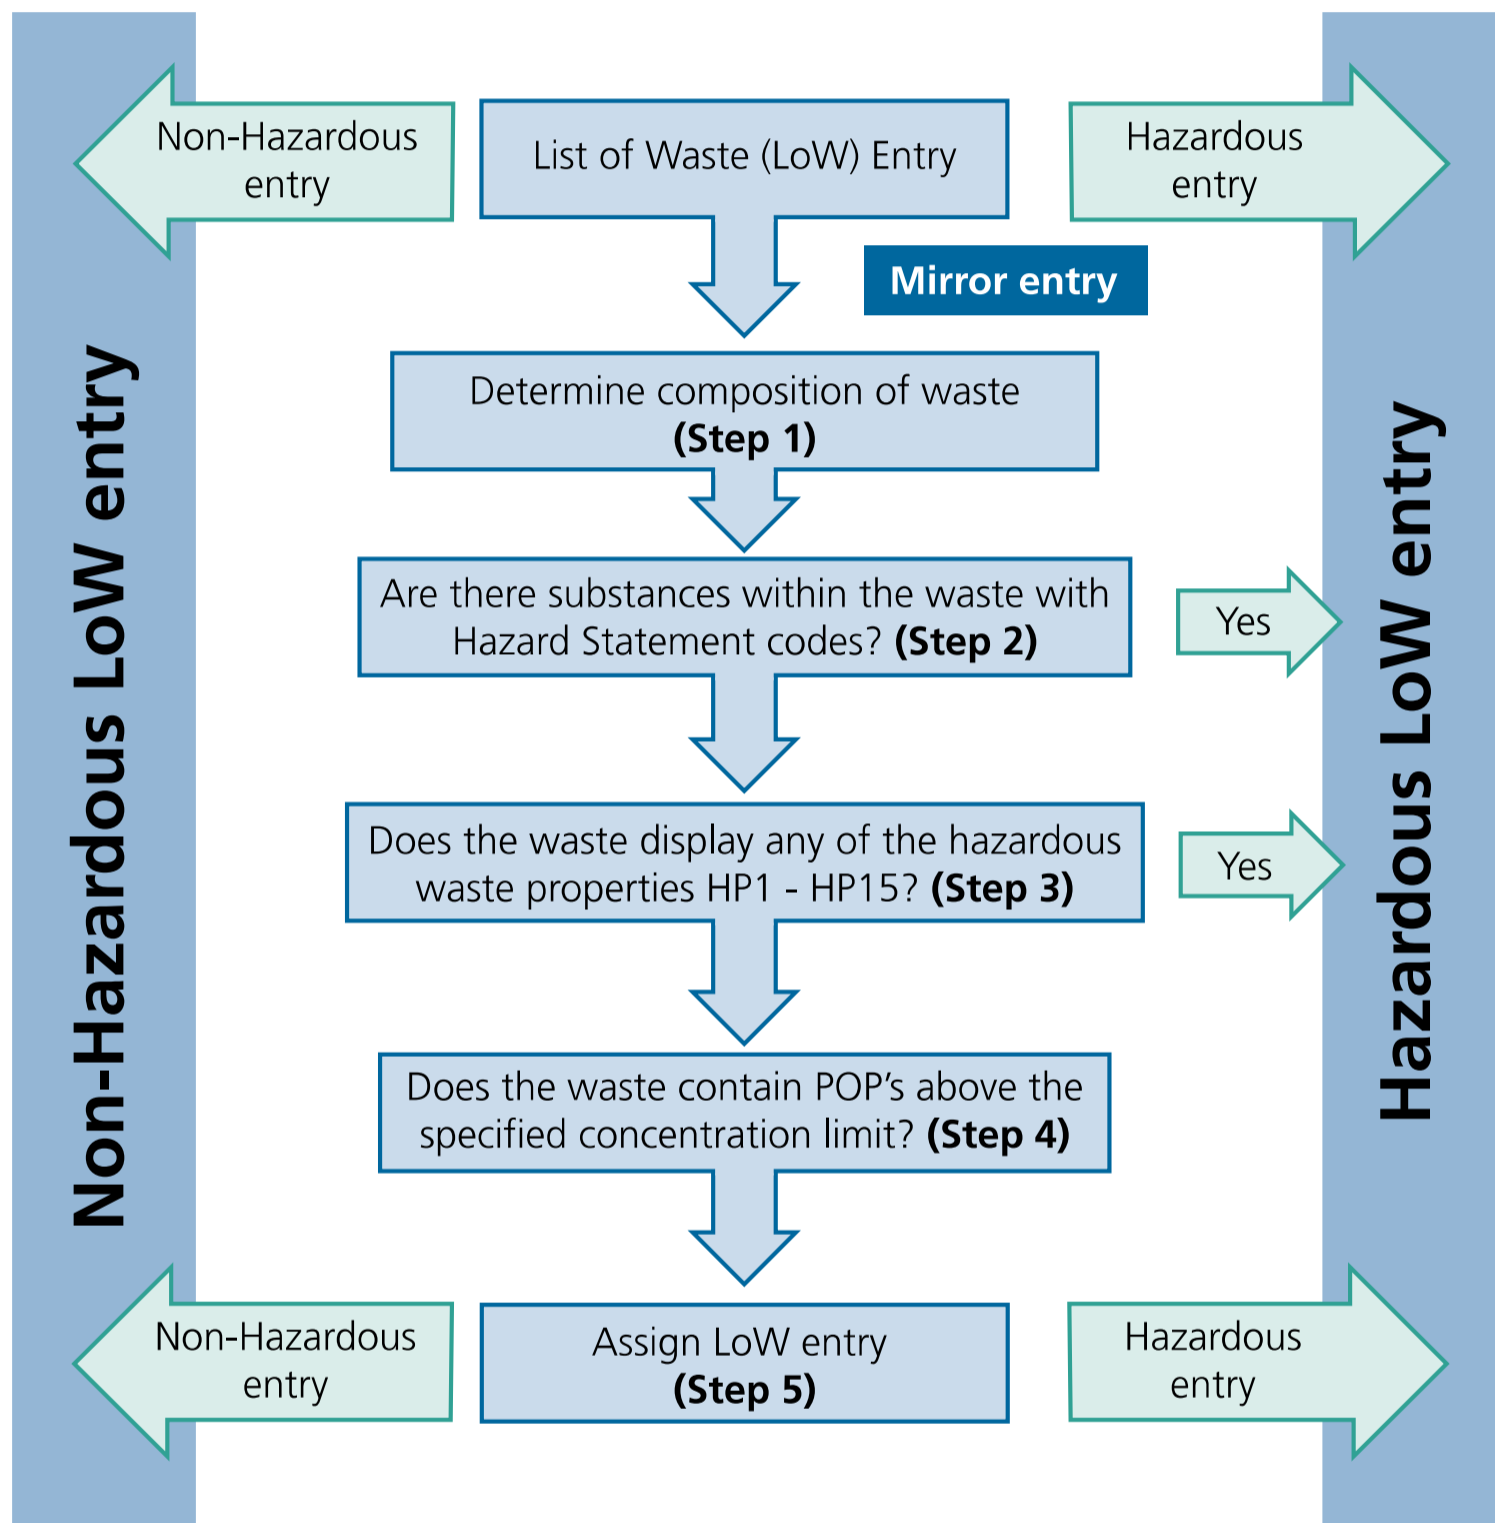 Non-Hazardous
entry
List of Waste (LoW) Entry
Hazardous
entry
Mirror entry
Determine composition of waste
(Step 1)
Are there substances within the waste with
Hazard Statement codes? (Step 2)
Yes
Does the waste display any of the hazardous
waste properties HP1 - HP15? (Step 3)
Yes
Does the waste contain POP’s above the
specified concentration limit? (Step 4)
Non-Hazardous
entry
Assign LoW entry
(Step 5)
Hazardous
entry
Non-Hazardous LoW entry
Hazardous LoW entry